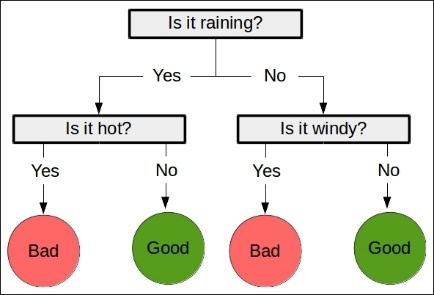 Is it raining?
Yes No
Is it hot? Is it windy?
Yes No Yes No
Bad Good Bad Good